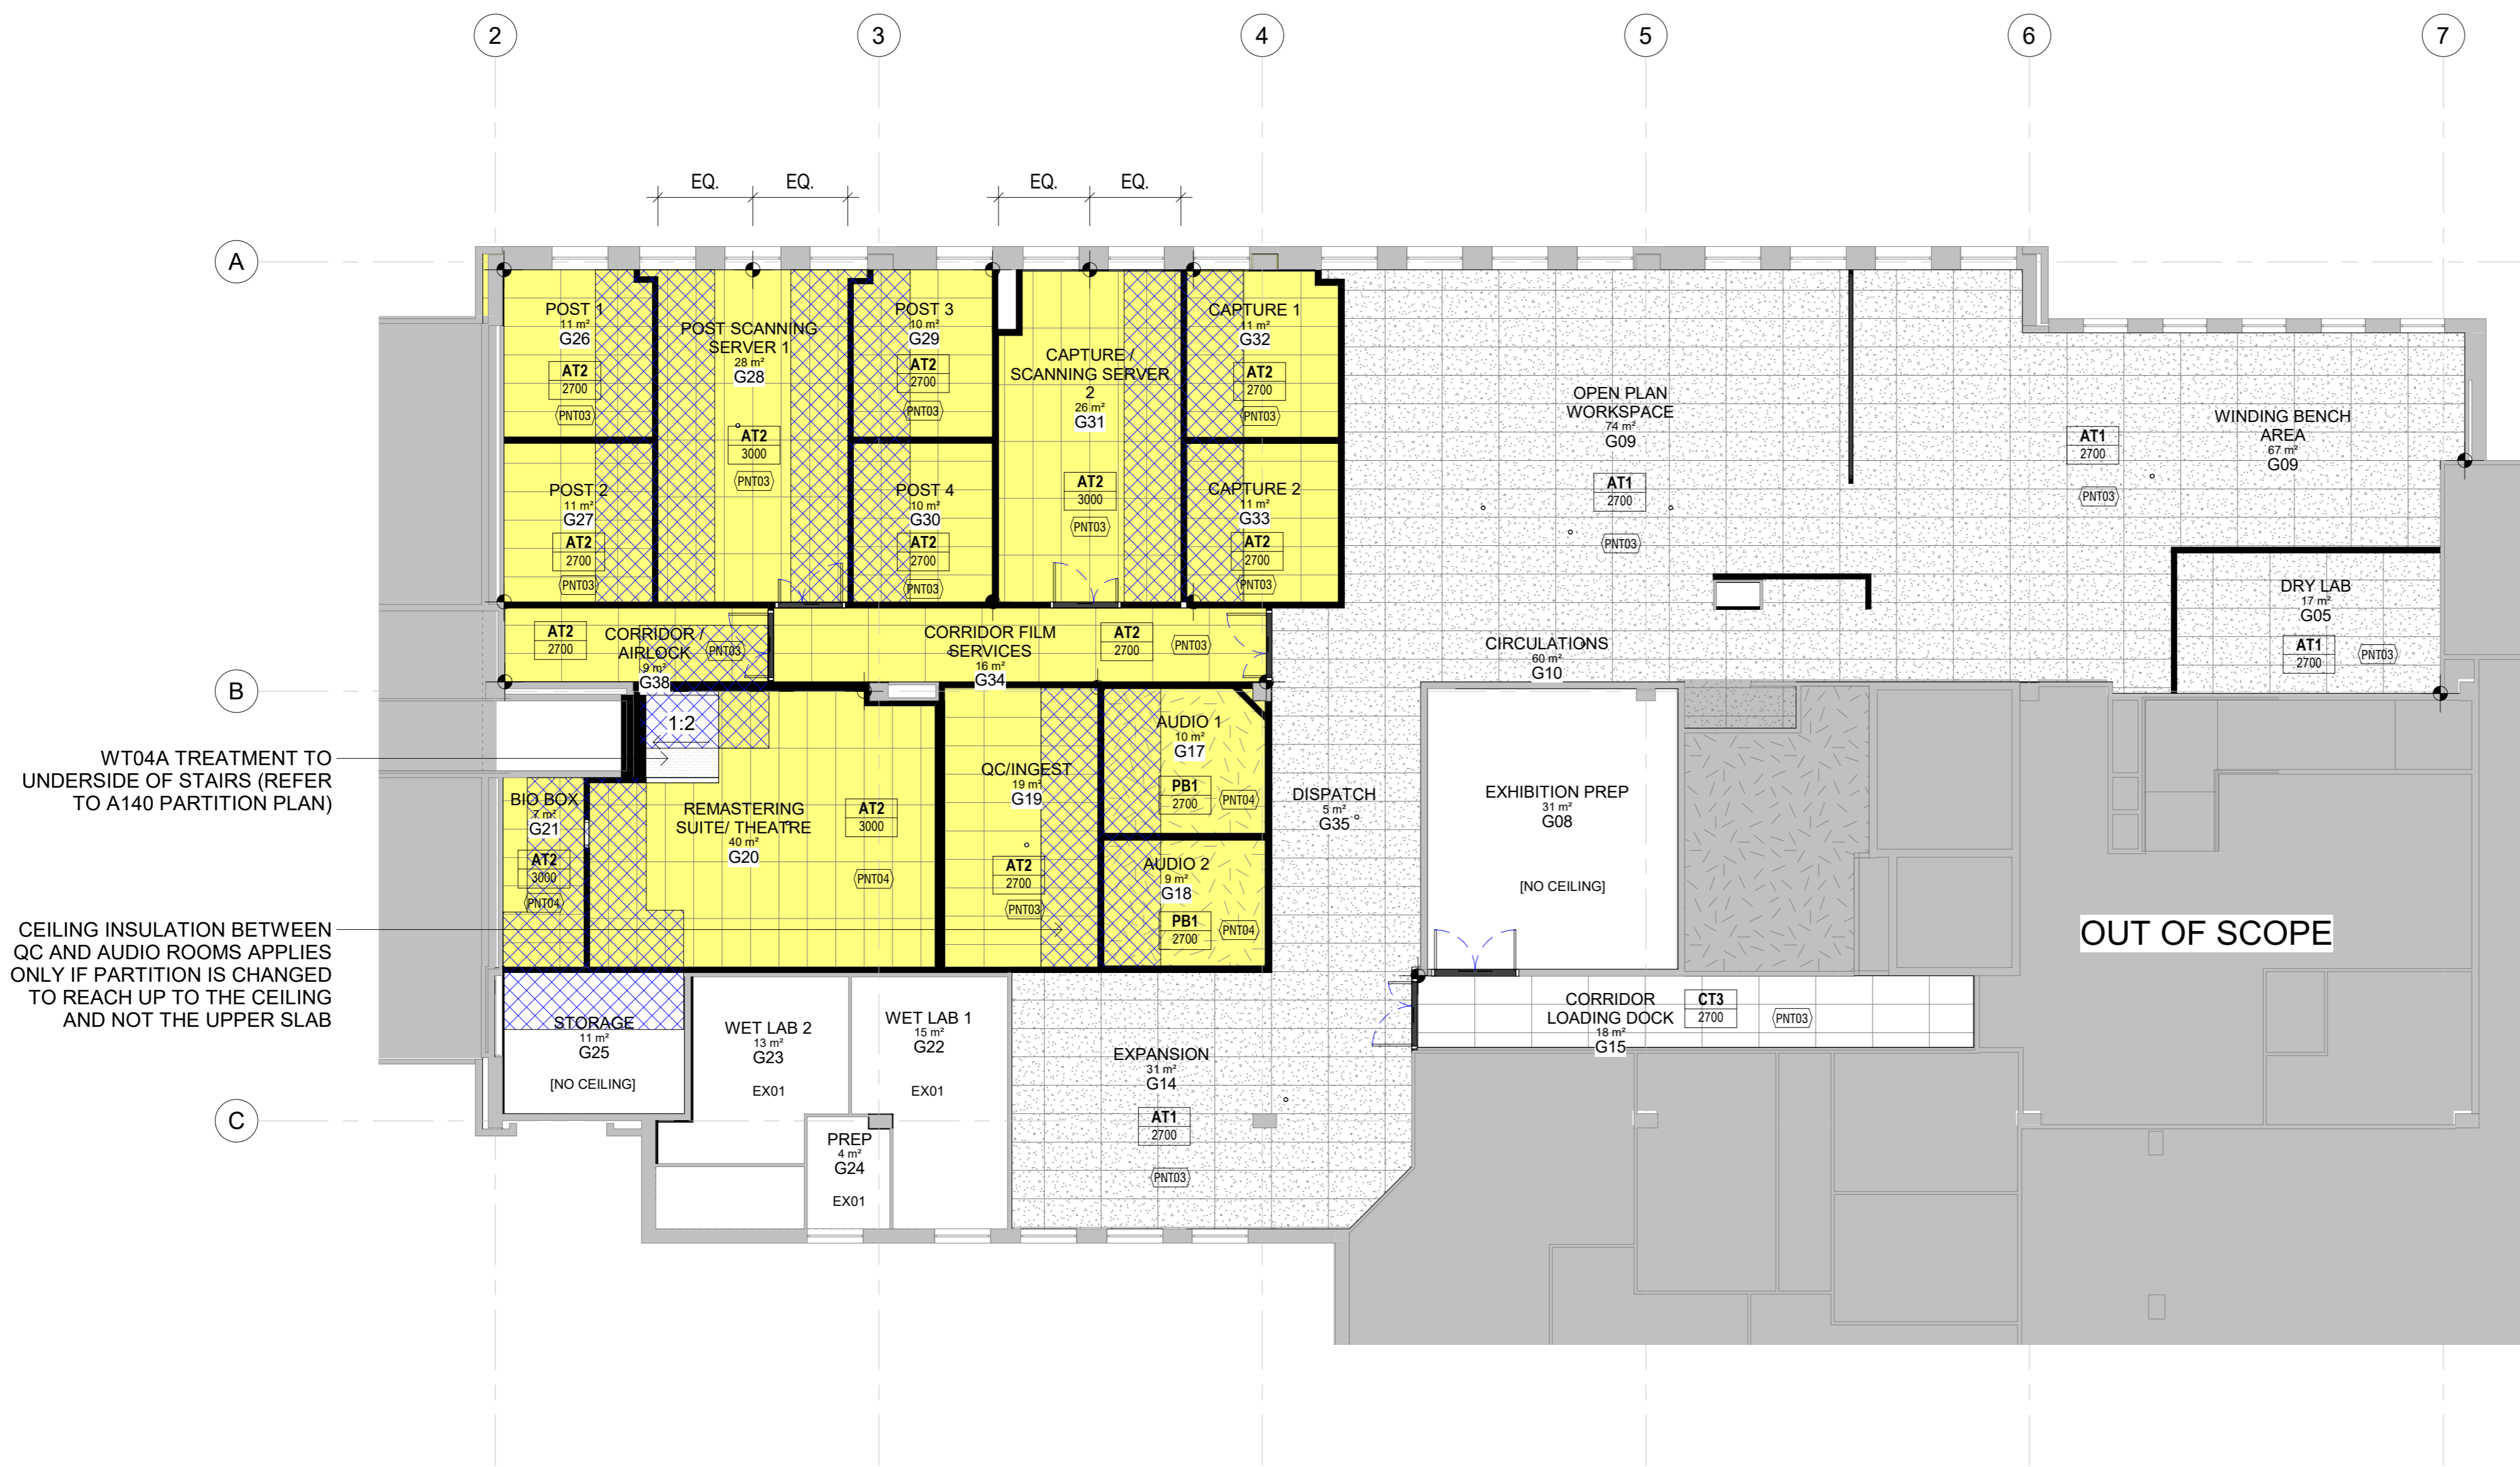 2
3
4
5
6
7
A
EQ.
EQ.
EQ.
EQ.
POST 1
11 m²
G26
AT2
2700
PNT03
POST SCANNING
SERVER 1
28 m²
G28
AT2
3000
PNT03
POST 3
10 m²
G29
AT2
2700
PNT03
CAPTURE /
SCANNING SERVER
2
26 m²
G31
AT2
3000
PNT03
CAPTURE 1
11 m²
G32
AT2
2700
PNT03
OPEN PLAN
WORKSPACE
74 m²
G09
AT1
2700
PNT03
AT1
2700
PNT03
WINDING BENCH
AREA
67 m²
G09
POST 2
11 m²
G27
AT2
2700
PNT03
POST 4
10 m²
G30
AT2
2700
PNT03
CAPTURE 2
11 m²
G33
AT2
2700
PNT03
DRY LAB
17 m²
G05
AT1
2700
PNT03
AT2
2700
CORRIDOR /
AIRLOCK
9 m²
G38
PNT03
CORRIDOR FILM
SERVICES
16 m²
G34
AT2
2700
PNT03
CIRCULATIONS
60 m²
G10
B
1:2
WT04A TREATMENT TO
UNDERSIDE OF STAIRS (REFER
TO A140 PARTITION PLAN)
BIO BOX
7 m²
G21
AT2
3000
PNT04
REMASTERING
SUITE/ THEATRE
40 m²
G20
AT2
3000
PNT04
QC/INGEST
19 m²
G19
AT2
2700
PNT03
AUDIO 1
10 m²
G17
PB1
2700
PNT04
AUDIO 2
9 m²
G18
PB1
2700
PNT04
DISPATCH
5 m²
G35
EXHIBITION PREP
31 m²
G08
[NO CEILING]
OUT OF SCOPE
CEILING INSULATION BETWEEN
QC AND AUDIO ROOMS APPLIES
ONLY IF PARTITION IS CHANGED
TO REACH UP TO THE CEILING
AND NOT THE UPPER SLAB
STORAGE
11 m²
G25
[NO CEILING]
WET LAB 2
13 m²
G23
EX01
WET LAB 1
15 m²
G22
EX01
CORRIDOR
LOADING DOCK
18 m²
G15
CT3
2700
PNT03
EXPANSION
31 m²
G14
AT1
2700
PNT03
C
PREP
4 m²
G24
EX01